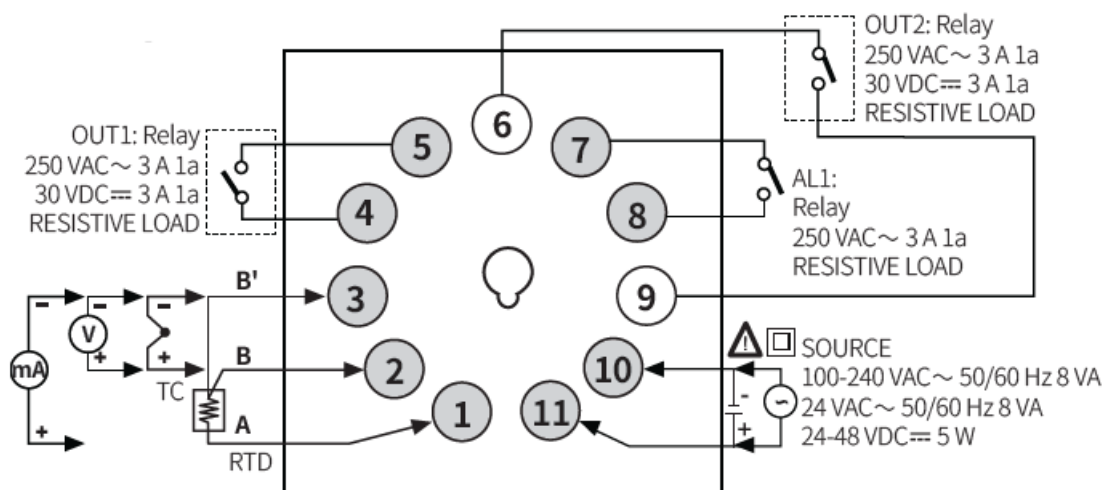 OUT2: Relay
250 VAC∼ 3 A 1a
30 VDC⎓ 3 A 1a
RESISTIVE LOAD
OUT1: Relay
250 VAC∼ 3 A 1a
30 VDC⎓ 3 A 1a
RESISTIVE LOAD
5
6
7
4
8
AL1:
Relay
250 VAC∼ 3 A 1a
RESISTIVE LOAD
B'
3
9
- - -
V
mA
+ +
TC
B
2
10
SOURCE
100-240 VAC∼ 50/60 Hz 8 VA
24 VAC∼ 50/60 Hz 8 VA
24-48 VDC⎓ 5 W
-
+
~
!
A
1
11
+
RTD